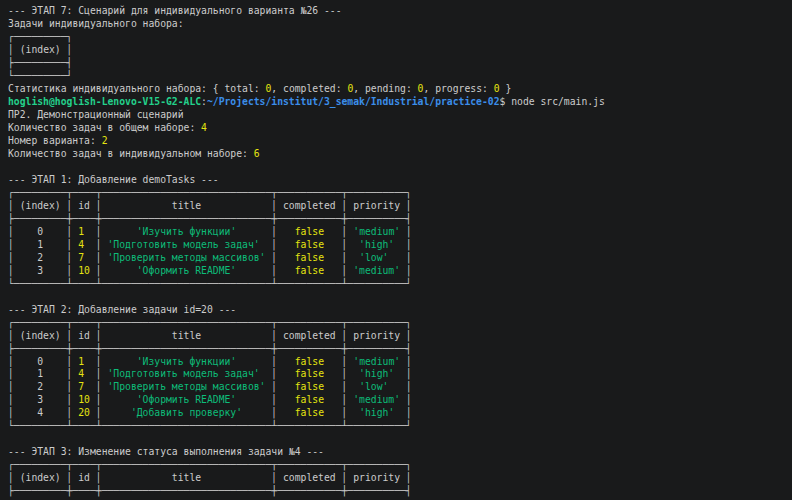 --- ЭТАП 7: Сценарий для индивидуального варианта №26 ---
Задачи индивидуального набора:
┌─────────┐
│ (index) │
├─────────┤
└─────────┘
Статистика индивидуального набора: { total: 0, completed: 0, pending: 0, progress: 0 }
hoglish@hoglish-Lenovo-V15-G2-ALC:~/Projects/institut/3_semak/Industrial/practice-02$ node src/main.js
ПР2. Демонстрационный сценарий
Количество задач в общем наборе: 4
Номер варианта: 2
Количество задач в индивидуальном наборе: 6
--- ЭТАП 1: Добавление demoTasks ---
│ (index) │ id │ title │ completed │ priority │
│ 0 │ 1 │ 'Изучить функции' │ false │ 'medium' │
│ 1 │ 4 │ 'Подготовить модель задач' │ false │ 'high' │
│ 2 │ 7 │ 'Проверить методы массивов' │ false │ 'low' │
│ 3 │ 10 │ 'Оформить README' │ false │ 'medium' │
--- ЭТАП 2: Добавление задачи id=20 ---
│ (index) │ id │ title │ completed │ priority │
│ 0 │ 1 │ 'Изучить функции' │ false │ 'medium' │
│ 1 │ 4 │ 'Подготовить модель задач' │ false │ 'high' │
│ 2 │ 7 │ 'Проверить методы массивов' │ false │ 'low' │
│ 3 │ 10 │ 'Оформить README' │ false │ 'medium' │
│ 4 │ 20 │ 'Добавить проверку' │ false │ 'high' │
--- ЭТАП 3: Изменение статуса выполнения задачи №4 ---
│ (index) │ id │ title │ completed │ priority │